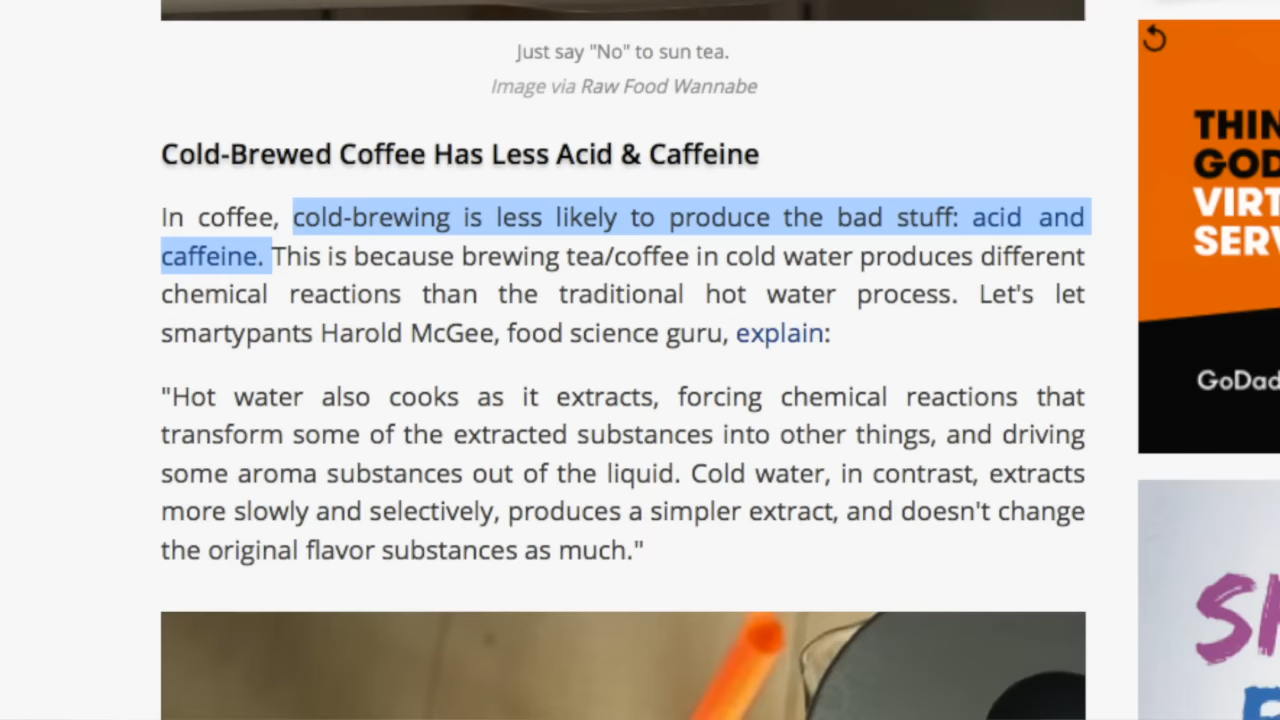 Just say "No" to sun tea.
Image via Raw Food Wannabe
Cold-Brewed Coffee Has Less Acid & Caffeine
In coffee, cold-brewing is less likely to produce the bad stuff: acid and
caffeine. This is because brewing tea/coffee in cold water produces different
chemical reactions than the traditional hot water process. Let's let
smartypants Harold McGee, food science guru, explain:
"Hot water also cooks as it extracts, forcing chemical reactions that
transform some of the extracted substances into other things, and driving
some aroma substances out of the liquid. Cold water, in contrast, extracts
more slowly and selectively, produces a simpler extract, and doesn't change
the original flavor substances as much."
THIN
GOD
VIRT
SERV
GoDad